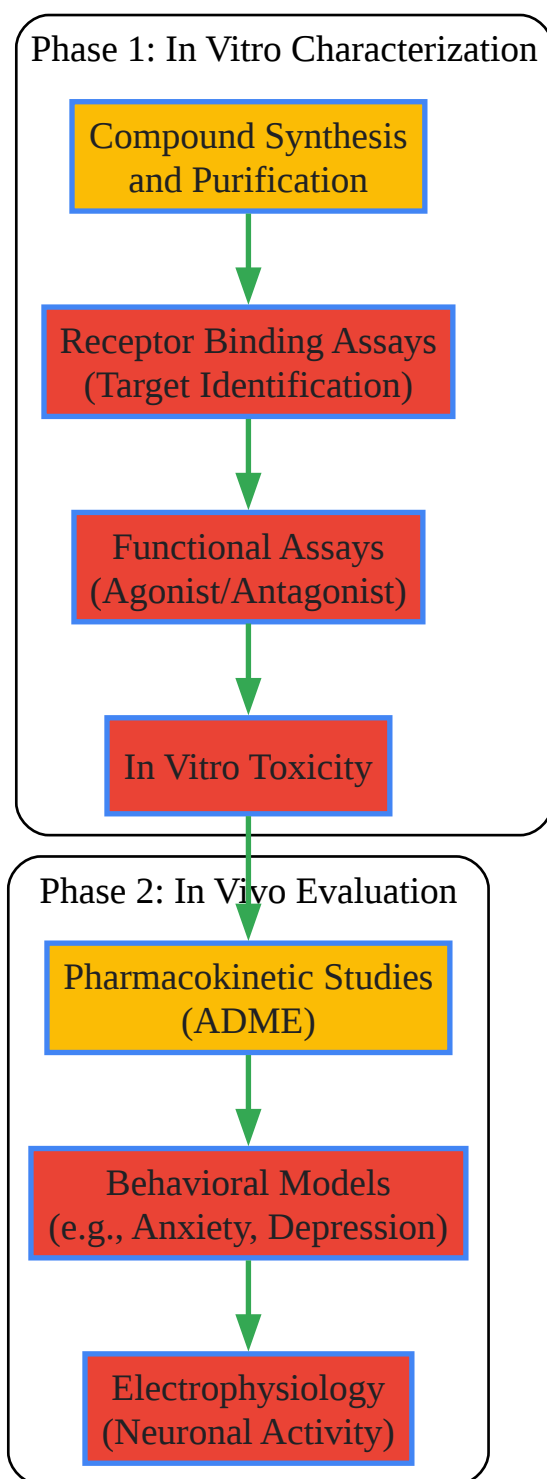 Phase 1: In Vitro Characterization
Compound Synthesis
and Purification
Receptor Binding Assays
(Target Identification)
Functional Assays
(Agonist/Antagonist)
In Vitro Toxicity
Phase 2: In Vivo Evaluation
Pharmacokinetic Studies
(ADME)
Behavioral Models
(e.g., Anxiety, Depression)
Electrophysiology
(Neuronal Activity)